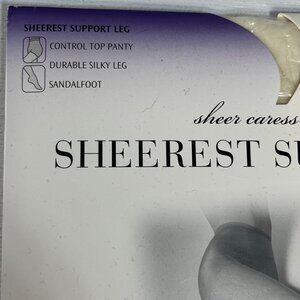 SHEEREST SUPPORT LEG
CONTROL TOP PANTY
DURABLE SILKY LEG
SANDALFOOT
sheer caress
SHEEREST SU